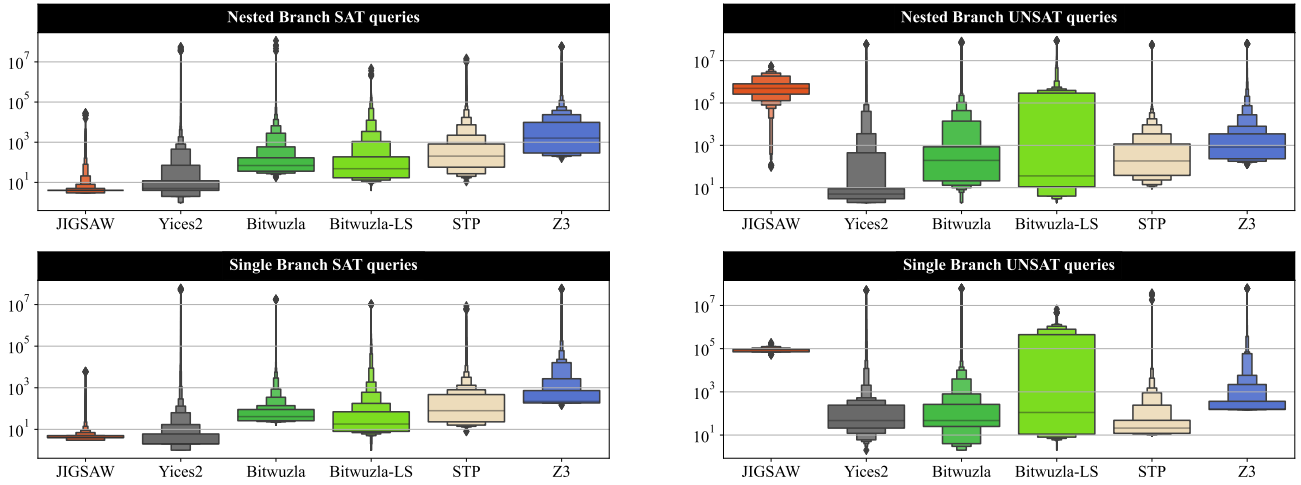 Nested Branch SAT queries
10^7
10^5
10^3
10^1
JIGSAW Yices2 Bitwuzla Bitwuzla-LS STP Z3
Nested Branch UNSAT queries
10^7
10^5
10^3
10^1
JIGSAW Yices2 Bitwuzla Bitwuzla-LS STP Z3
Single Branch SAT queries
10^7
10^5
10^3
10^1
JIGSAW Yices2 Bitwuzla Bitwuzla-LS STP Z3
Single Branch UNSAT queries
10^7
10^5
10^3
10^1
JIGSAW Yices2 Bitwuzla Bitwuzla-LS STP Z3